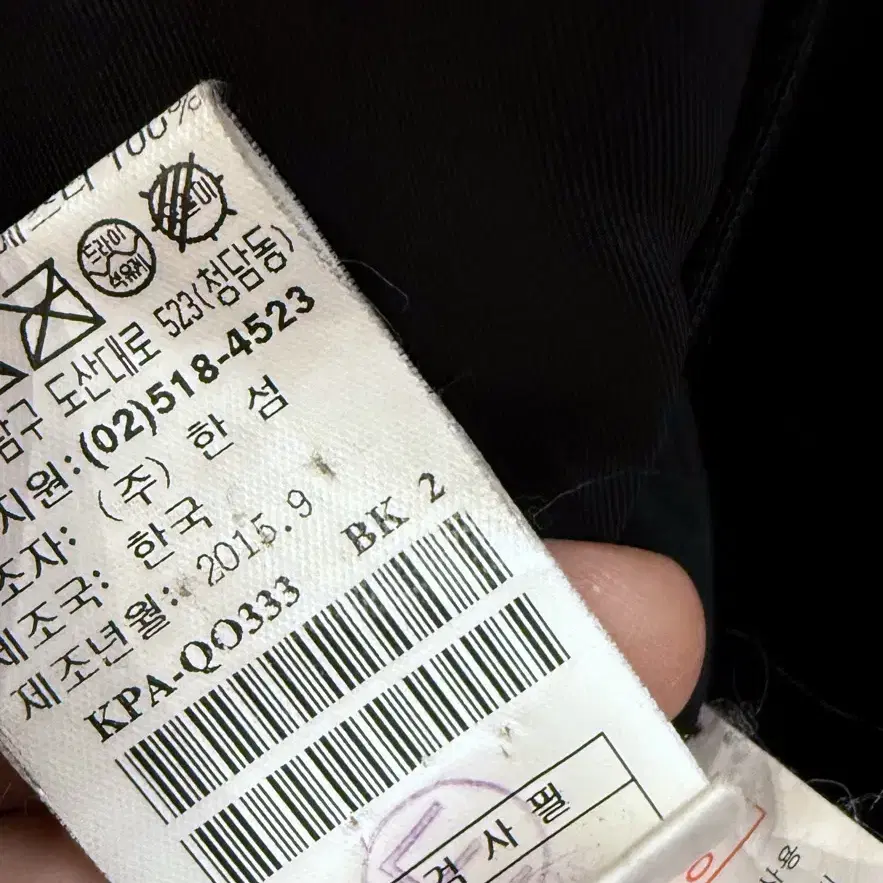 100%
드라이
석유계
도산대로 523(청담동)
지원: (02)518-4523
조자: (주) 한 섬
제조국: 한국
제조년월: 2015.9
KPA-QO333 BK 2
검 사 필
사용